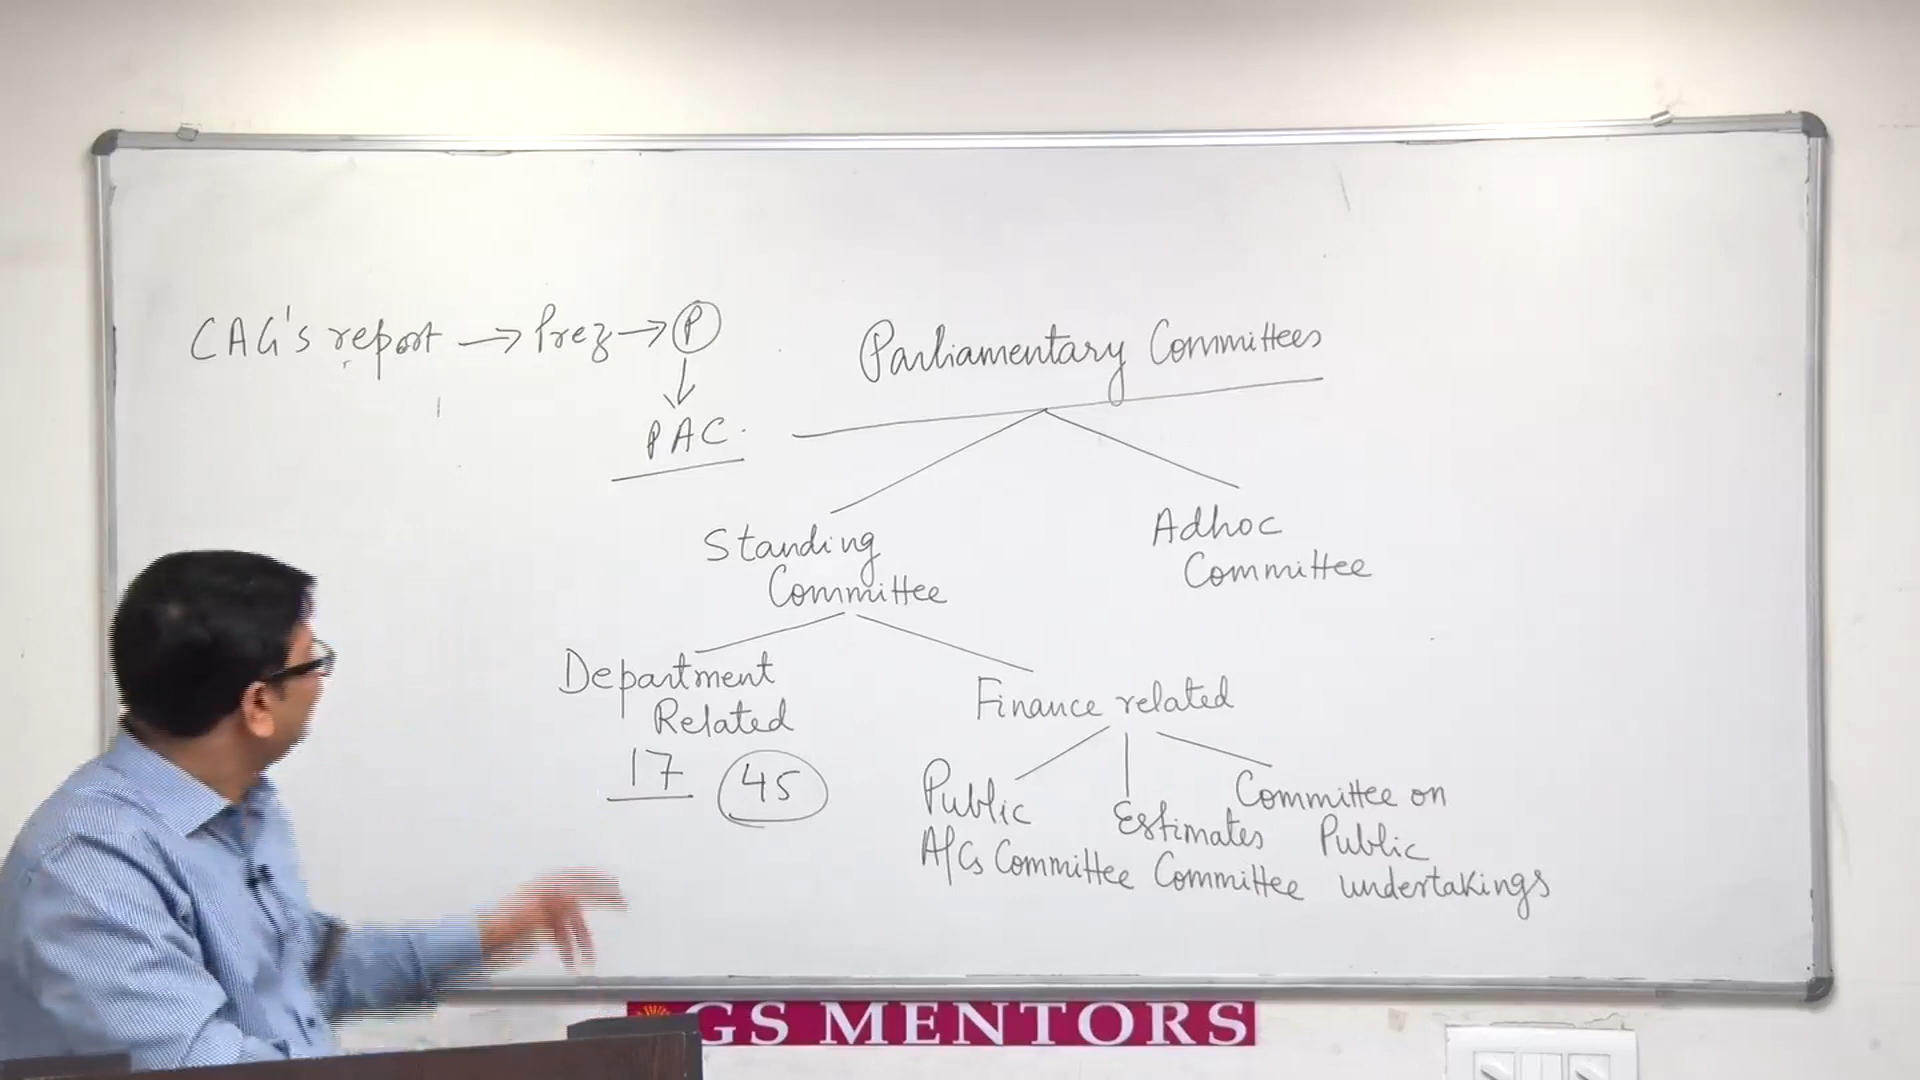 CAG's report → Prez → P
↓
PAC.
Parliamentary Committees
Standing
Committee
Adhoc
Committee
Department
Related
17 45
Finance related
Public
A/Cs Committee
Estimates
Committee
Committee on
Public
undertakings
GS MENTORS